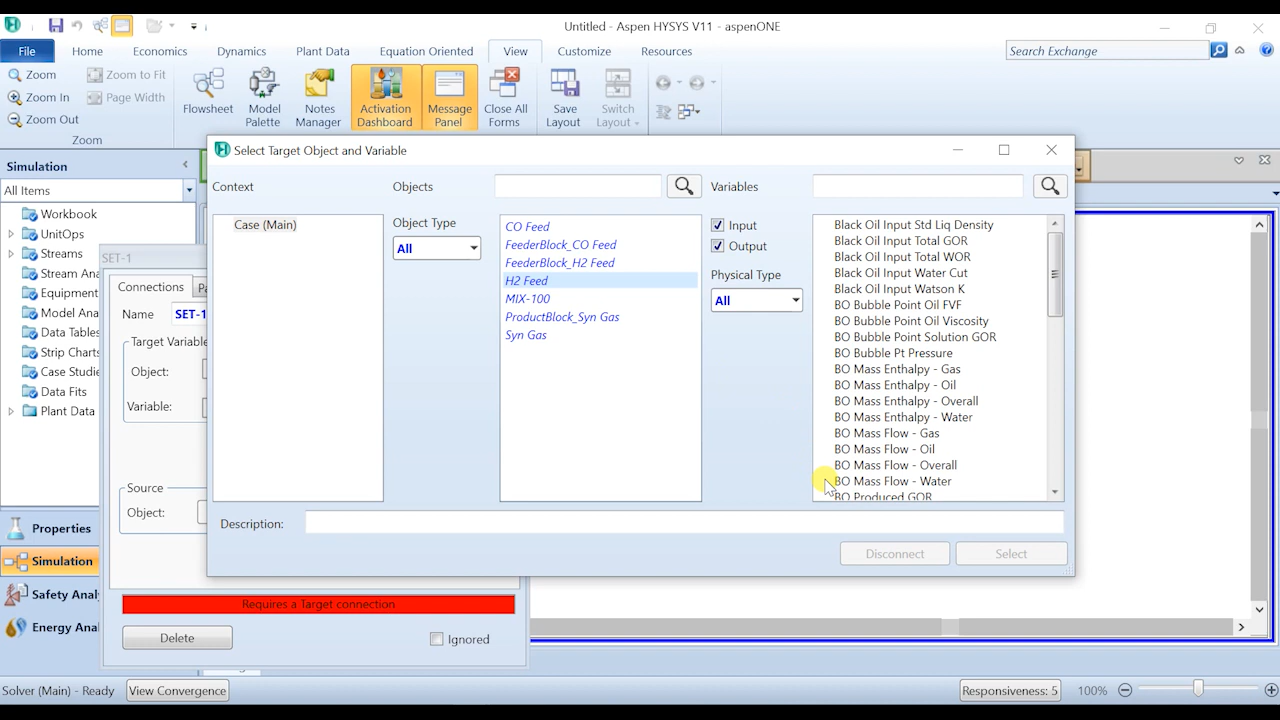 Untitled - Aspen HYSYS V11 - aspenONE
File Home Economics Dynamics Plant Data Equation Oriented View Customize Resources
Search Exchange
Zoom
Zoom In
Zoom Out
Zoom to Fit
Page Width
Zoom
Flowsheet
Model Palette
Notes Manager
Activation Dashboard
Message Panel
Close All Forms
Save Layout
Switch Layout
Simulation
All Items
Workbook
UnitOps
Streams
Stream Ana
Equipment
Model Ana
Data Tables
Strip Charts
Case Studie
Data Fits
Plant Data
Properties
Simulation
Safety Analy
Energy Anal
SET-1
Connections Pa
Name SET-1
Target Variable
Object:
Variable:
Source
Object:
Requires a Target connection
Delete
Ignored
Select Target Object and Variable
Context
Case (Main)
Objects
Object Type
All
CO Feed
FeederBlock_CO Feed
FeederBlock_H2 Feed
H2 Feed
MIX-100
ProductBlock_Syn Gas
Syn Gas
Variables
Input
Output
Physical Type
All
Black Oil Input Std Liq Density
Black Oil Input Total GOR
Black Oil Input Total WOR
Black Oil Input Water Cut
Black Oil Input Watson K
BO Bubble Point Oil FVF
BO Bubble Point Oil Viscosity
BO Bubble Point Solution GOR
BO Bubble Pt Pressure
BO Mass Enthalpy - Gas
BO Mass Enthalpy - Oil
BO Mass Enthalpy - Overall
BO Mass Enthalpy - Water
BO Mass Flow - Gas
BO Mass Flow - Oil
BO Mass Flow - Overall
BO Mass Flow - Water
BO Produced GOR
Description:
Disconnect
Select
Solver (Main) - Ready
View Convergence
Responsiveness: 5
100%